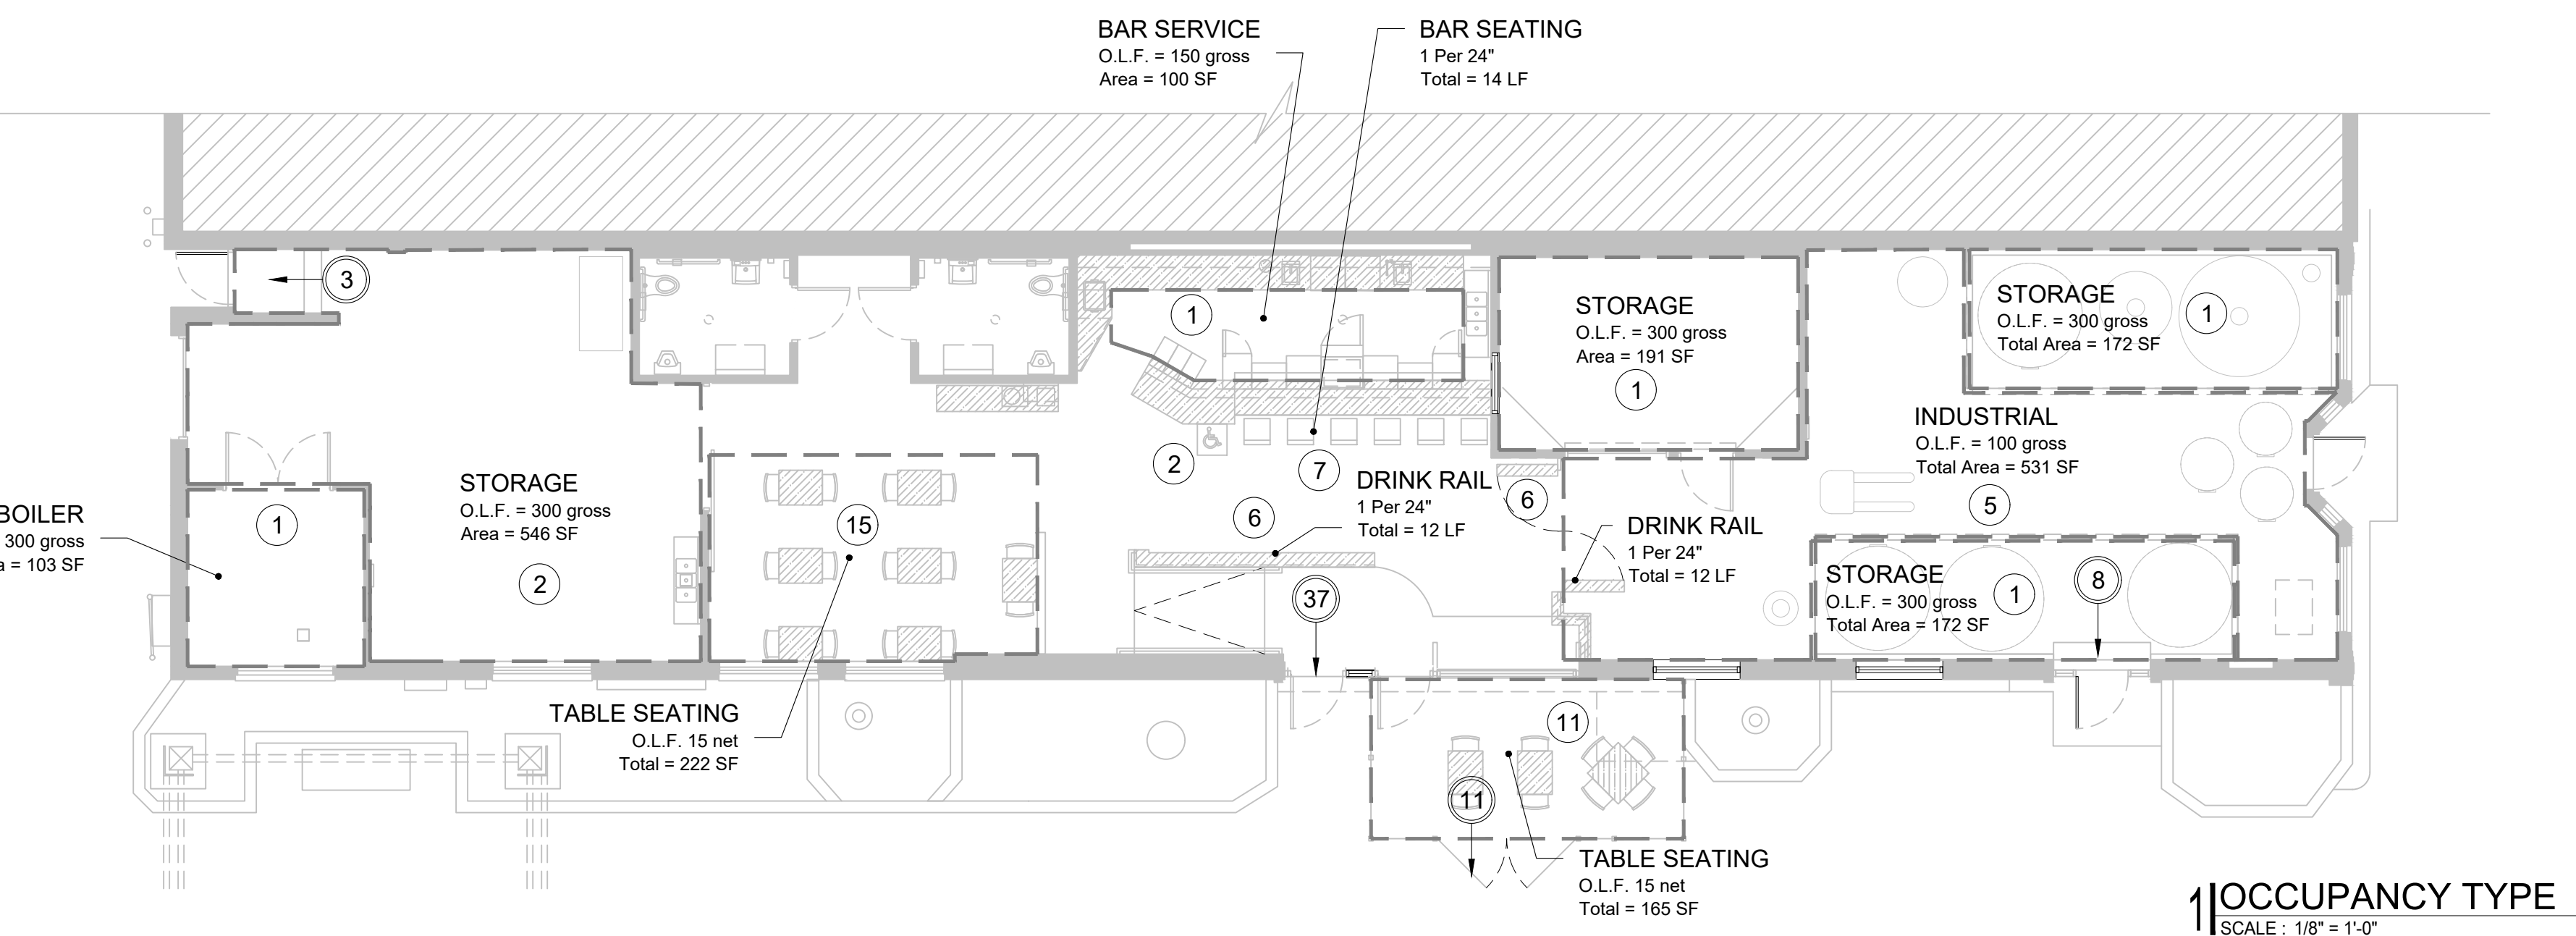 BAR SERVICE
O.L.F. = 150 gross
Area = 100 SF
BAR SEATING
1 Per 24"
Total = 14 LF
3
1
STORAGE
O.L.F. = 300 gross
Area = 191 SF
1
STORAGE
O.L.F. = 300 gross
Total Area = 172 SF
1
INDUSTRIAL
O.L.F. = 100 gross
Total Area = 531 SF
5
2
7
DRINK RAIL
1 Per 24"
Total = 12 LF
6
6
DRINK RAIL
1 Per 24"
Total = 12 LF
BOILER
300 gross
= 103 SF
1
STORAGE
O.L.F. = 300 gross
Area = 546 SF
2
15
37
STORAGE
O.L.F. = 300 gross
Total Area = 172 SF
1
8
TABLE SEATING
O.L.F. 15 net
Total = 222 SF
11
11
TABLE SEATING
O.L.F. 15 net
Total = 165 SF
1 OCCUPANCY TYPE
SCALE : 1/8" = 1'-0"